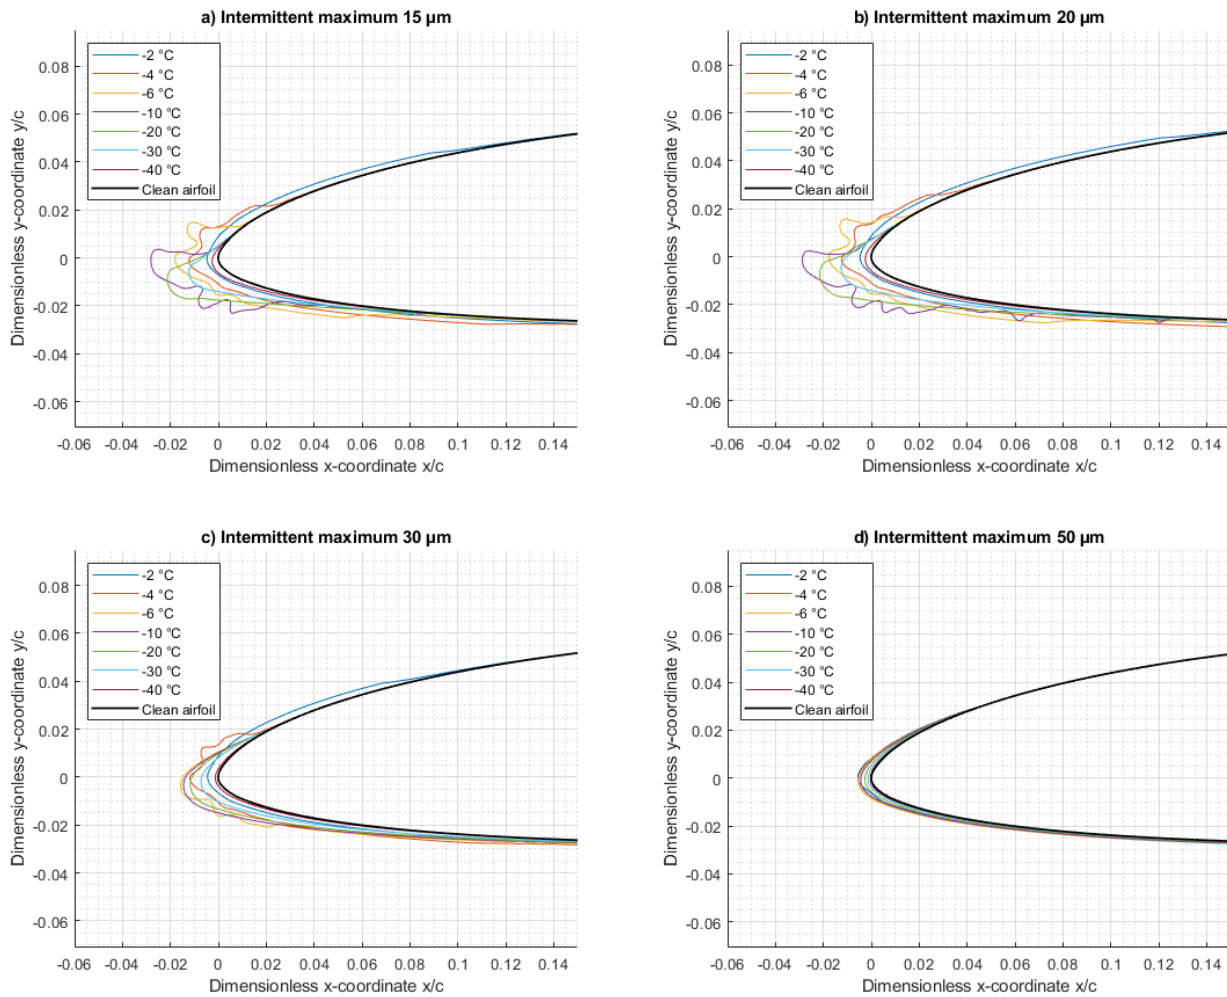 a) Intermittent maximum 15 µm
-2 °C
-4 °C
-6 °C
-10 °C
-20 °C
-30 °C
-40 °C
Clean airfoil
0.08
0.06
0.04
0.02
0
-0.02
-0.04
-0.06
Dimensionless y-coordinate y/c
-0.06 -0.04 -0.02 0 0.02 0.04 0.06 0.08 0.1 0.12 0.14
Dimensionless x-coordinate x/c
b) Intermittent maximum 20 µm
-2 °C
-4 °C
-6 °C
-10 °C
-20 °C
-30 °C
-40 °C
Clean airfoil
0.08
0.06
0.04
0.02
0
-0.02
-0.04
-0.06
Dimensionless y-coordinate y/c
-0.06 -0.04 -0.02 0 0.02 0.04 0.06 0.08 0.1 0.12 0.14
Dimensionless x-coordinate x/c
c) Intermittent maximum 30 µm
-2 °C
-4 °C
-6 °C
-10 °C
-20 °C
-30 °C
-40 °C
Clean airfoil
0.08
0.06
0.04
0.02
0
-0.02
-0.04
-0.06
Dimensionless y-coordinate y/c
-0.06 -0.04 -0.02 0 0.02 0.04 0.06 0.08 0.1 0.12 0.14
Dimensionless x-coordinate x/c
d) Intermittent maximum 50 µm
-2 °C
-4 °C
-6 °C
-10 °C
-20 °C
-30 °C
-40 °C
Clean airfoil
0.08
0.06
0.04
0.02
0
-0.02
-0.04
-0.06
Dimensionless y-coordinate y/c
-0.06 -0.04 -0.02 0 0.02 0.04 0.06 0.08 0.1 0.12 0.14
Dimensionless x-coordinate x/c